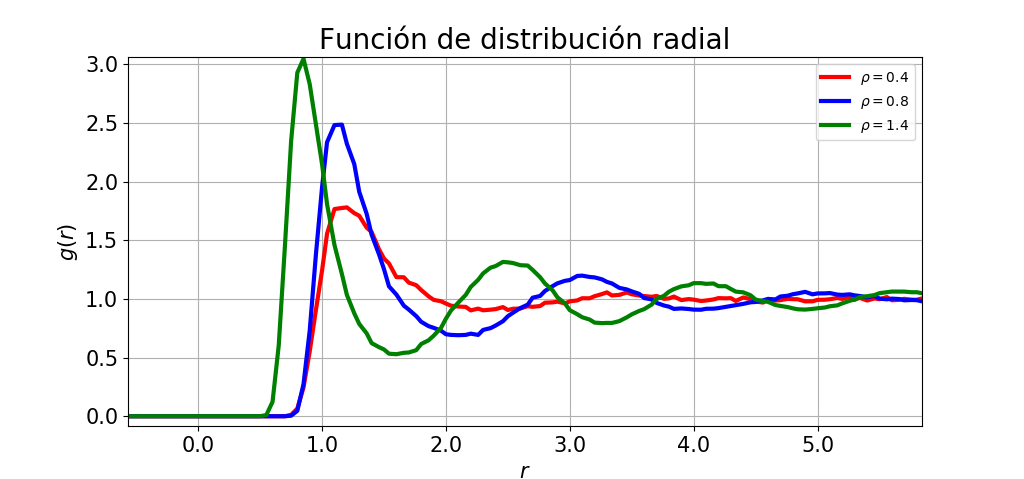 Función de distribución radial
g(r)
3.0
2.5
2.0
1.5
1.0
0.5
0.0
ρ = 0.4
ρ = 0.8
ρ = 1.4
0.0 1.0 2.0 3.0 4.0 5.0
r